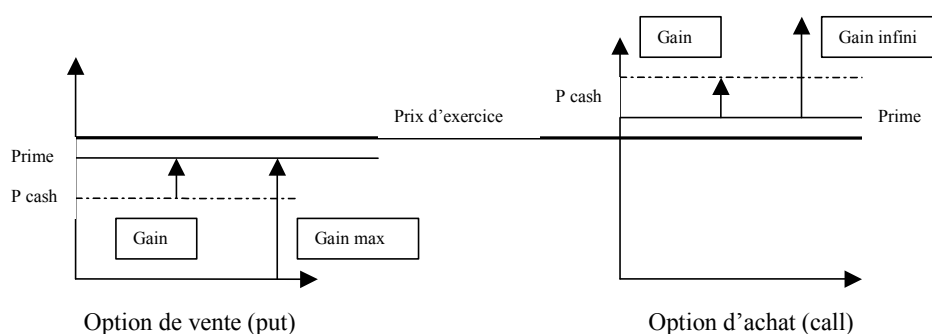 Gain
Gain infini
P cash
Prix d'exercice
Prime
Prime
P cash
Gain
Gain max
Option de vente (put)
Option d'achat (call)